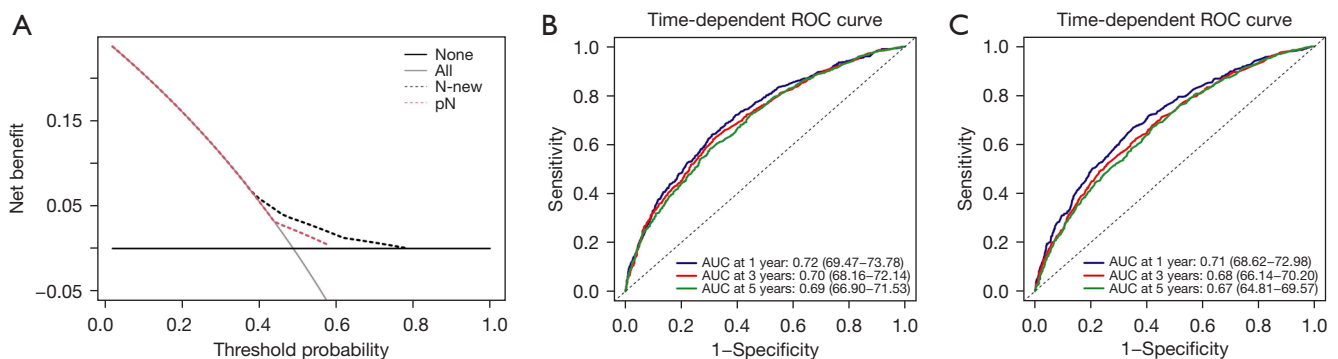 A
Net benefit
0.15
0.05
−0.05
0.0 0.2 0.4 0.6 0.8 1.0
Threshold probability
None
All
N-new
pN
B
Time-dependent ROC curve
Sensitivity
1.0
0.8
0.6
0.4
0.2
0.0
AUC at 1 year: 0.72 (69.47−73.78)
AUC at 3 years: 0.70 (68.16−72.14)
AUC at 5 years: 0.69 (66.90−71.53)
0.0 0.2 0.4 0.6 0.8 1.0
1−Specificity
C
Time-dependent ROC curve
Sensitivity
1.0
0.8
0.6
0.4
0.2
0.0
AUC at 1 year: 0.71 (68.62−72.98)
AUC at 3 years: 0.68 (66.14−70.20)
AUC at 5 years: 0.67 (64.81−69.57)
0.0 0.2 0.4 0.6 0.8 1.0
1−Specificity